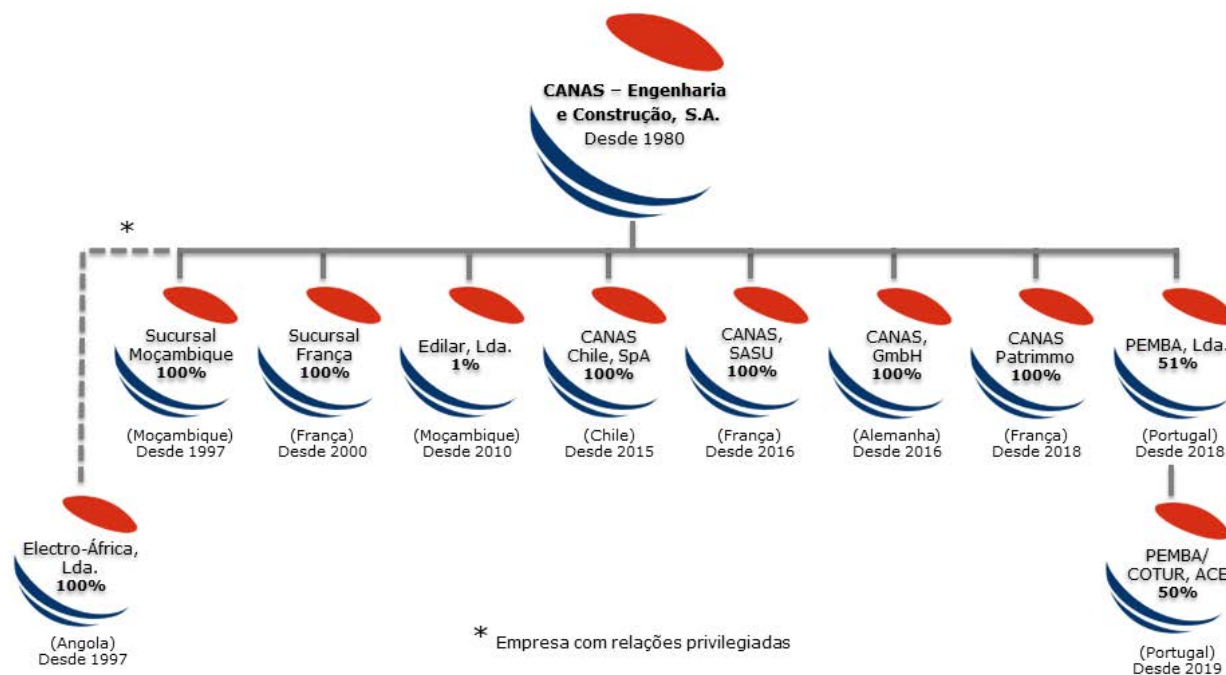 CANAS – Engenharia
e Construção, S.A.
Desde 1980
*
Sucursal
Moçambique
100%
(Moçambique)
Desde 1997
Sucursal
França
100%
(França)
Desde 2000
Edilar, Lda.
1%
(Moçambique)
Desde 2010
CANAS
Chile, SpA
100%
(Chile)
Desde 2015
CANAS,
SASU
100%
(França)
Desde 2016
CANAS,
GmbH
100%
(Alemanha)
Desde 2016
CANAS
Patrimmo
100%
(França)
Desde 2018
PEMBA, Lda.
51%
(Portugal)
Desde 2018
Electro-África,
Lda.
100%
(Angola)
Desde 1997
PEMBA/
COTUR, ACE
50%
(Portugal)
Desde 2019
* Empresa com relações privilegiadas